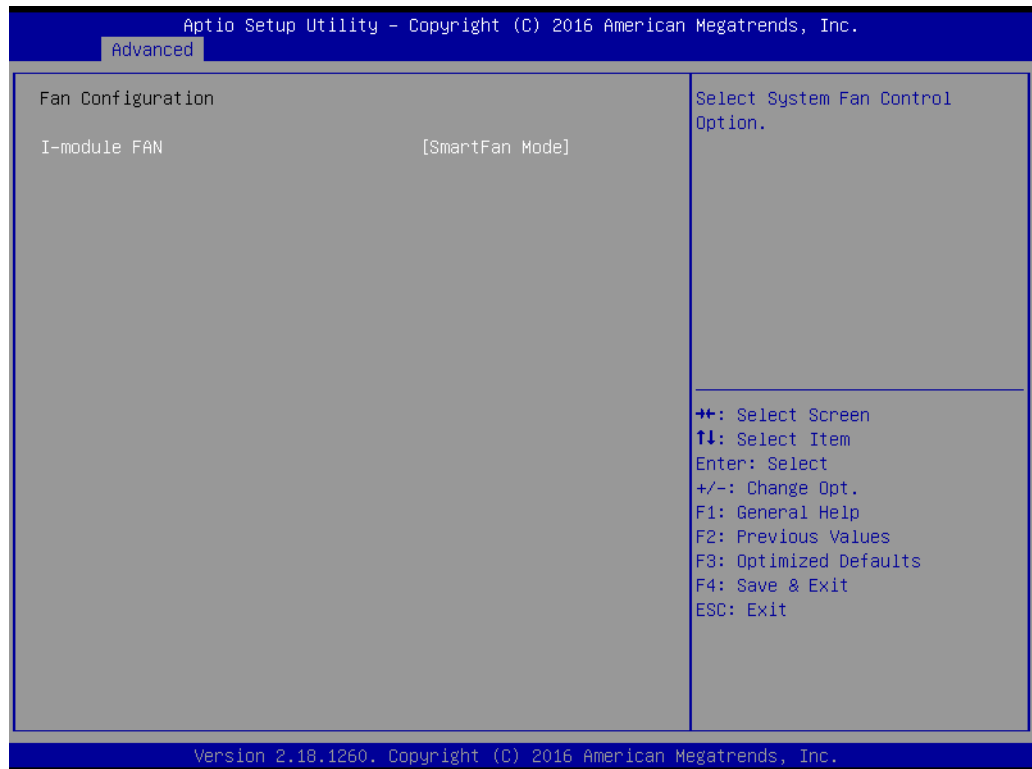 Aptio Setup Utility – Copyright (C) 2016 American Megatrends, Inc.
Advanced
Fan Configuration
I-module FAN [SmartFan Mode]
Select System Fan Control
Option.
→←: Select Screen
↑↓: Select Item
Enter: Select
+/-: Change Opt.
F1: General Help
F2: Previous Values
F3: Optimized Defaults
F4: Save & Exit
ESC: Exit
Version 2.18.1260. Copyright (C) 2016 American Megatrends, Inc.